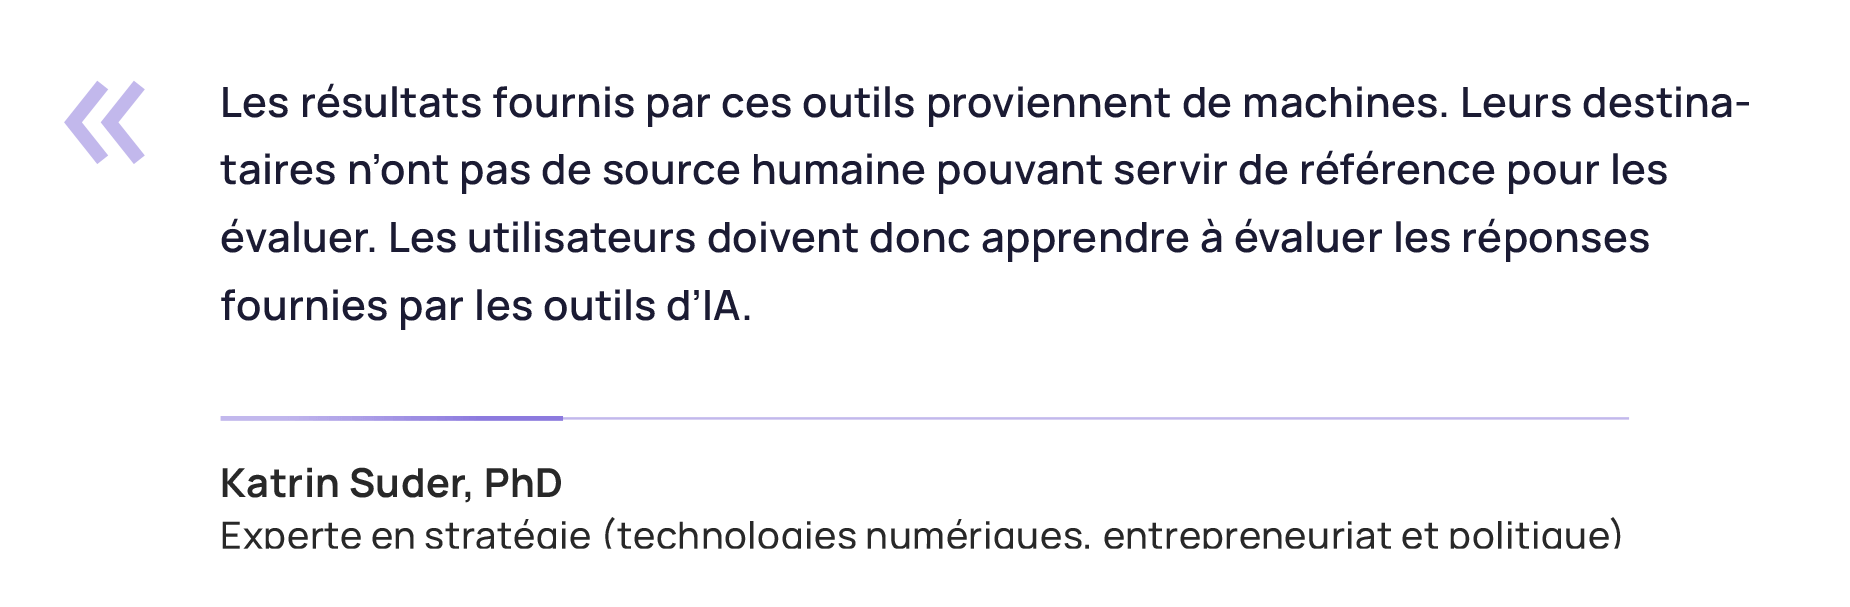 «
Les résultats fournis par ces outils proviennent de machines. Leurs destina-
taires n’ont pas de source humaine pouvant servir de référence pour les
évaluer. Les utilisateurs doivent donc apprendre à évaluer les réponses
fournies par les outils d’IA.
Katrin Suder, PhD
Experte en stratégie (technologies numériques, entrepreneuriat et politique)